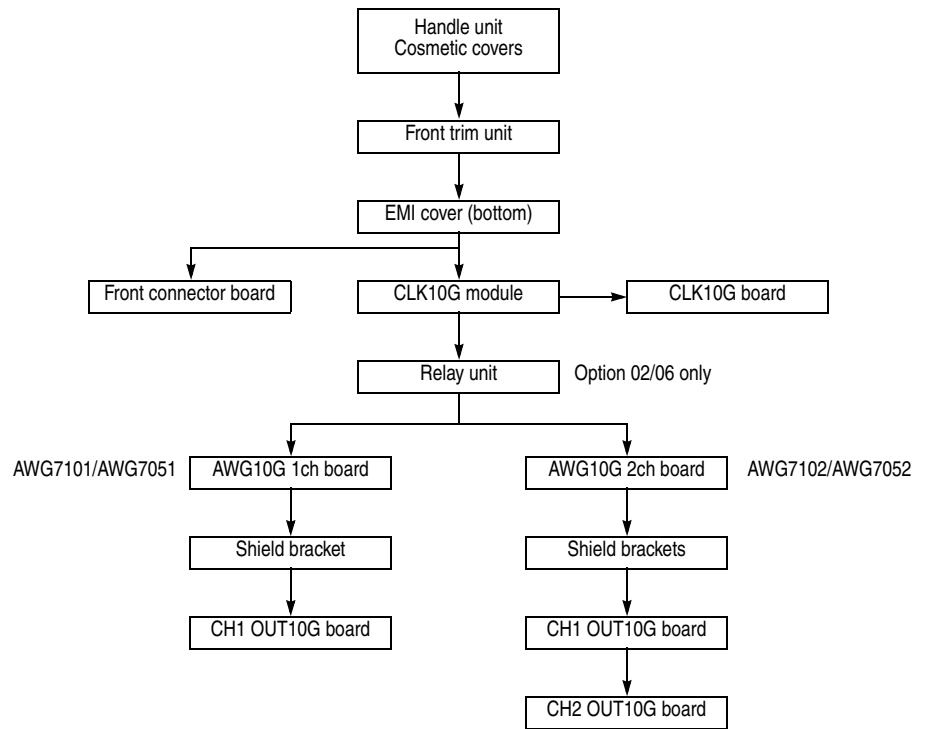 Handle unit
Cosmetic covers
Front trim unit
EMI cover (bottom)
Front connector board
CLK10G module
CLK10G board
Relay unit
Option 02/06 only
AWG7101/AWG7051
AWG10G 1ch board
AWG10G 2ch board
AWG7102/AWG7052
Shield bracket
Shield brackets
CH1 OUT10G board
CH1 OUT10G board
CH2 OUT10G board